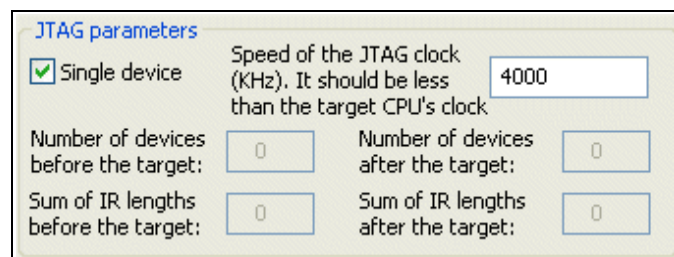 JTAG parameters
Single device
Speed of the JTAG clock
(KHz). It should be less
than the target CPU's clock
4000
Number of devices
before the target:
0
Number of devices
after the target:
0
Sum of IR lengths
before the target:
0
Sum of IR lengths
after the target:
0